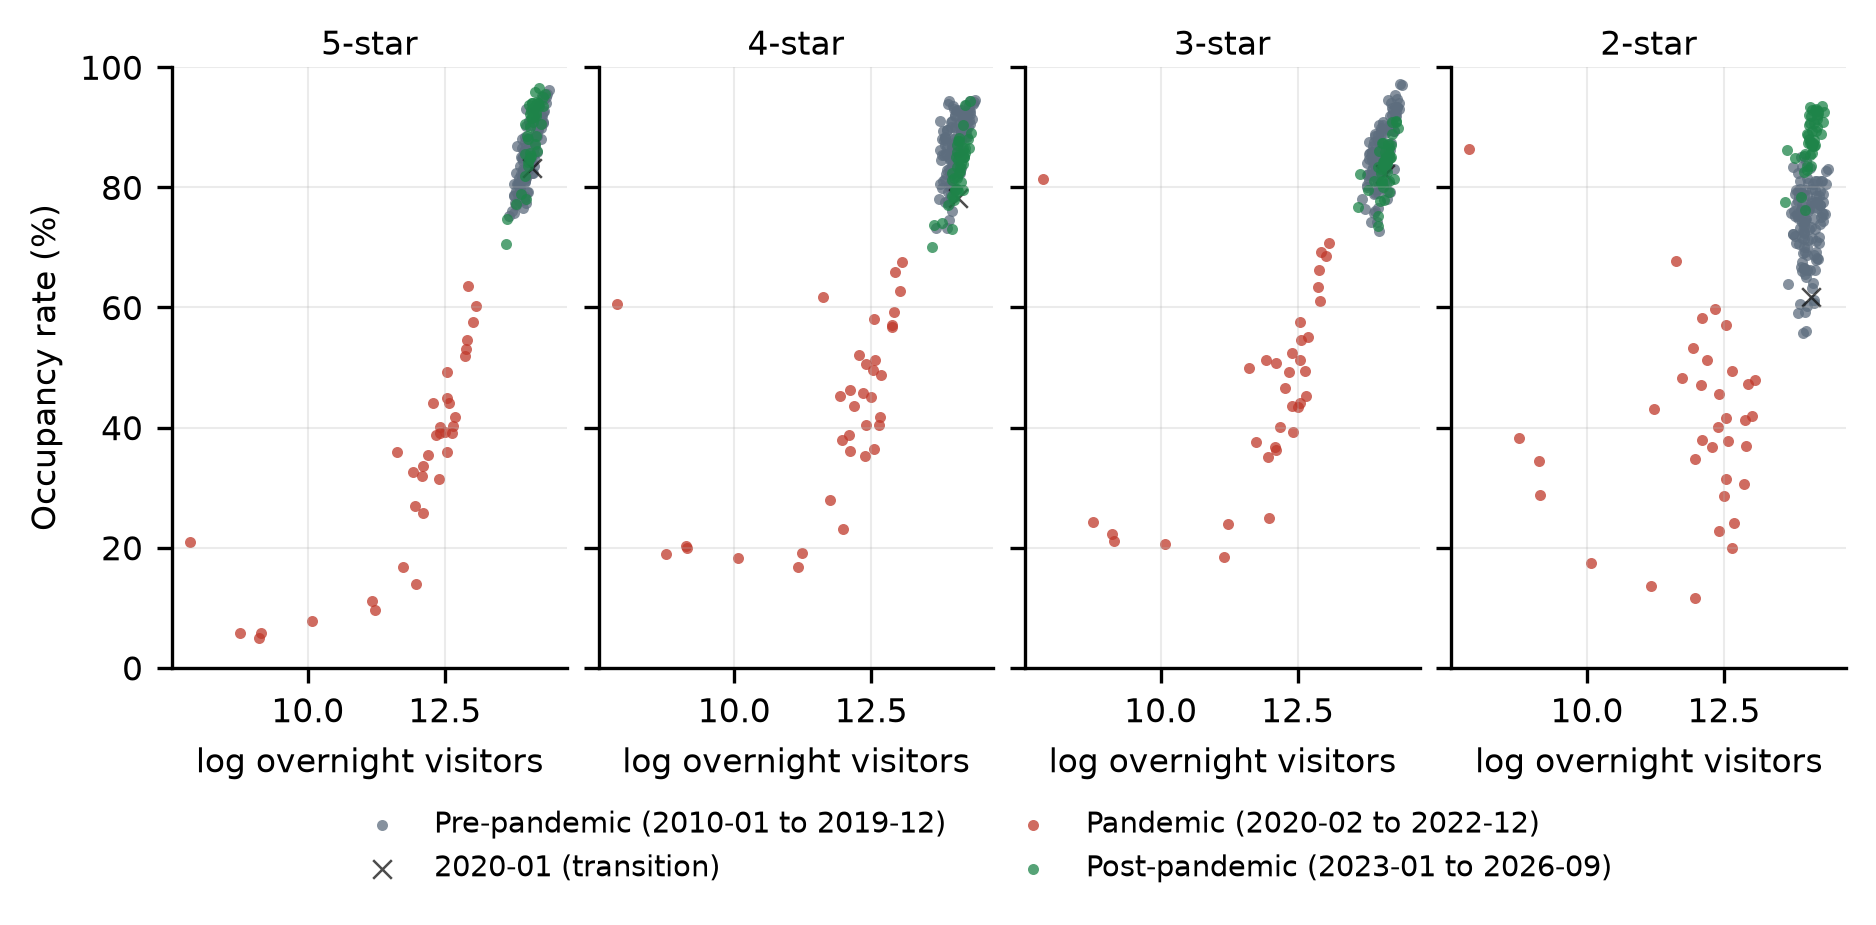 5-star 4-star 3-star 2-star
100
80
60
40
20
0
Occupancy rate (%)
10.0 12.5 10.0 12.5 10.0 12.5 10.0 12.5
log overnight visitors log overnight visitors log overnight visitors log overnight visitors
Pre-pandemic (2010-01 to 2019-12) Pandemic (2020-02 to 2022-12)
2020-01 (transition) Post-pandemic (2023-01 to 2026-09)